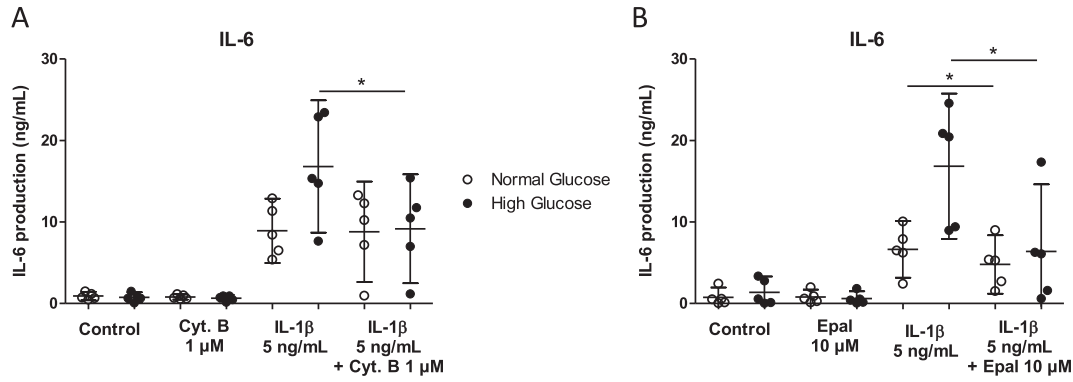 A
IL-6
IL-6 production (ng/mL)
30
20
10
0
Control
Cyt. B
1 µM
IL-1β
5 ng/mL
IL-1β
5 ng/mL
+ Cyt. B 1 µM
*
Normal Glucose
High Glucose
B
IL-6
IL-6 production (ng/mL)
30
20
10
0
Control
Epal
10 µM
IL-1β
5 ng/mL
IL-1β
5 ng/mL
+ Epal 10 µM
*
*